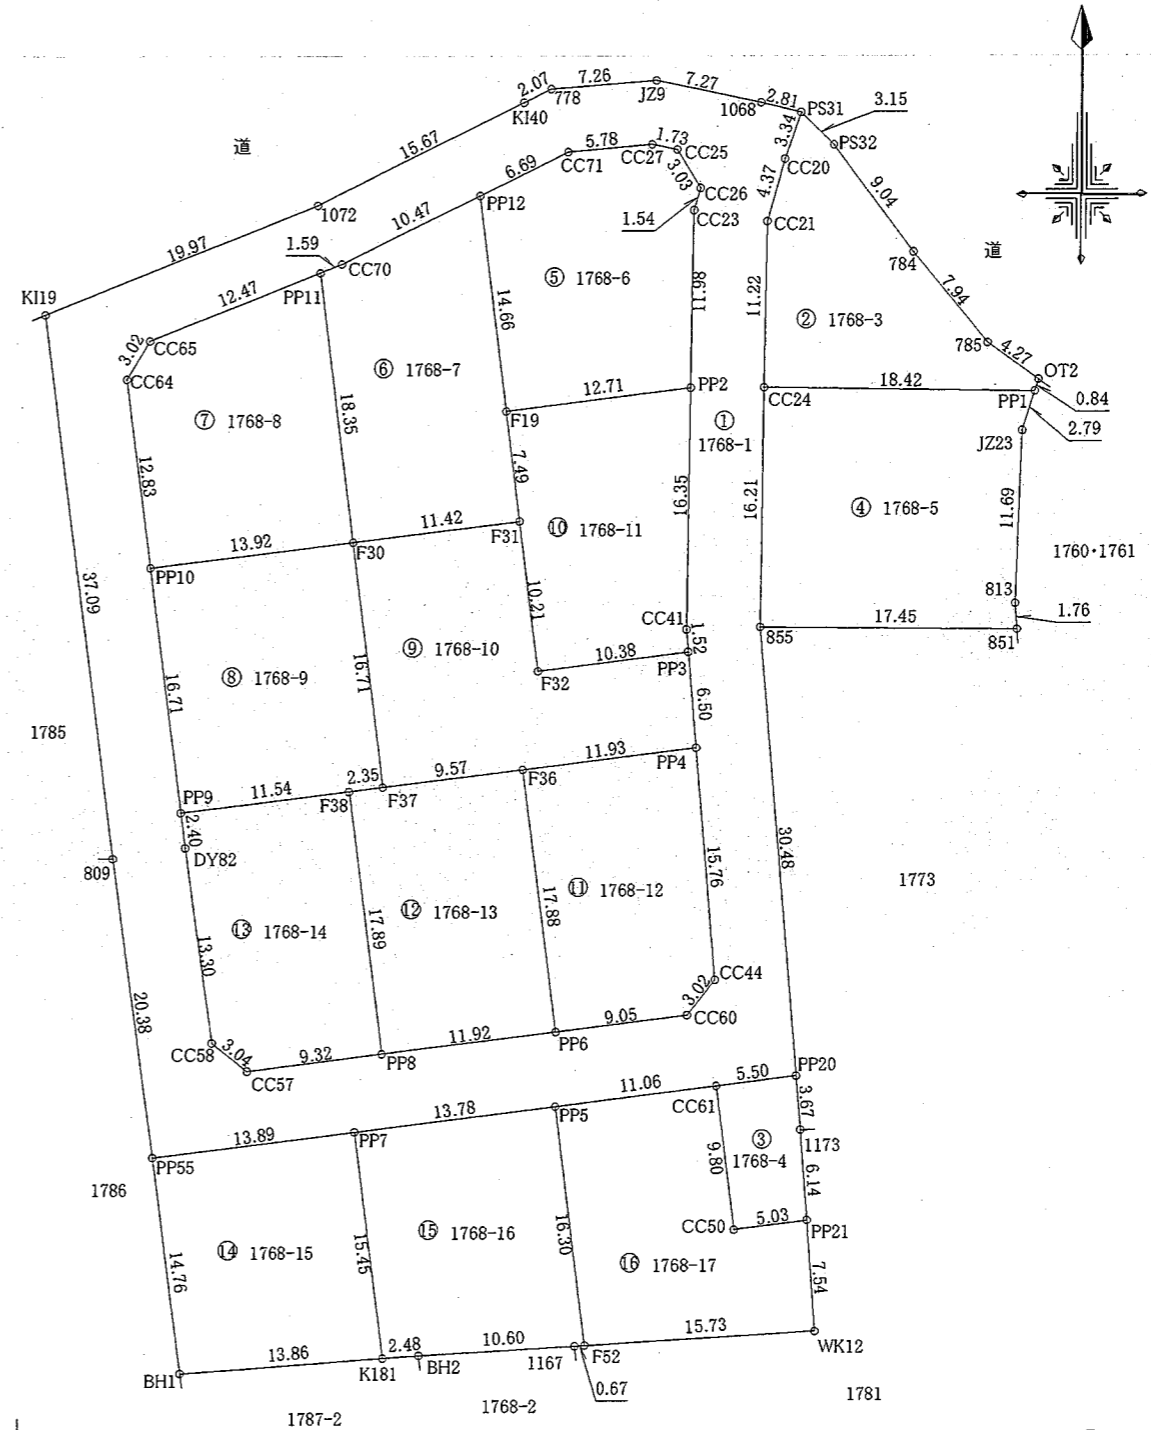 7.26
7.27
2.07
778
JZ9
2.81
PS31
3.15
KI40
1068
道
15.67
5.78
1.73
3.34
PS32
CC27
CC25
6.69
CC71
3.03
CC20
9.04
PP12
CC26
4.37
1072
10.47
1.54
CC23
CC21
19.97
1.59
CC70
道
784
KI19
12.47
PP11
⑤ 1768-6
11.98
11.22
7.94
14.66
② 1768-3
3.02
CC65
785
4.27
CC64
⑥ 1768-7
12.71
PP2
CC24
18.42
OT2
PP1
0.84
⑦ 1768-8
18.35
F19
①
1768-1
2.79
JZ23
12.83
7.49
16.35
16.21
④ 1768-5
11.69
13.92
11.42
F31
⑩ 1768-11
PP10
F30
1760・1761
37.09
10.21
813
CC41
1.52
855
17.45
851
1.76
⑨ 1768-10
10.38
PP3
F32
⑧ 1768-9
16.71
16.71
6.50
1785
11.93
PP4
PP9
11.54
2.35
9.57
F36
F38
F37
2.40
DY82
809
30.48
15.76
1773
⑪ 1768-12
17.88
⑫ 1768-13
17.89
⑬ 1768-14
13.30
CC44
3.02
20.38
9.05
CC60
CC58
3.04
CC57
9.32
PP8
11.92
PP6
11.06
5.50
PP20
CC61
3.67
13.89
13.78
PP5
PP7
1173
③
1768-4
9.80
PP55
1786
6.14
5.03
CC50
PP21
⑭ 1768-15
15.45
⑮ 1768-16
16.30
⑯ 1768-17
7.54
14.76
13.86
2.48
10.60
15.73
BH1
K181
BH2
1167
F52
WK12
0.67
1787-2
1768-2
1781